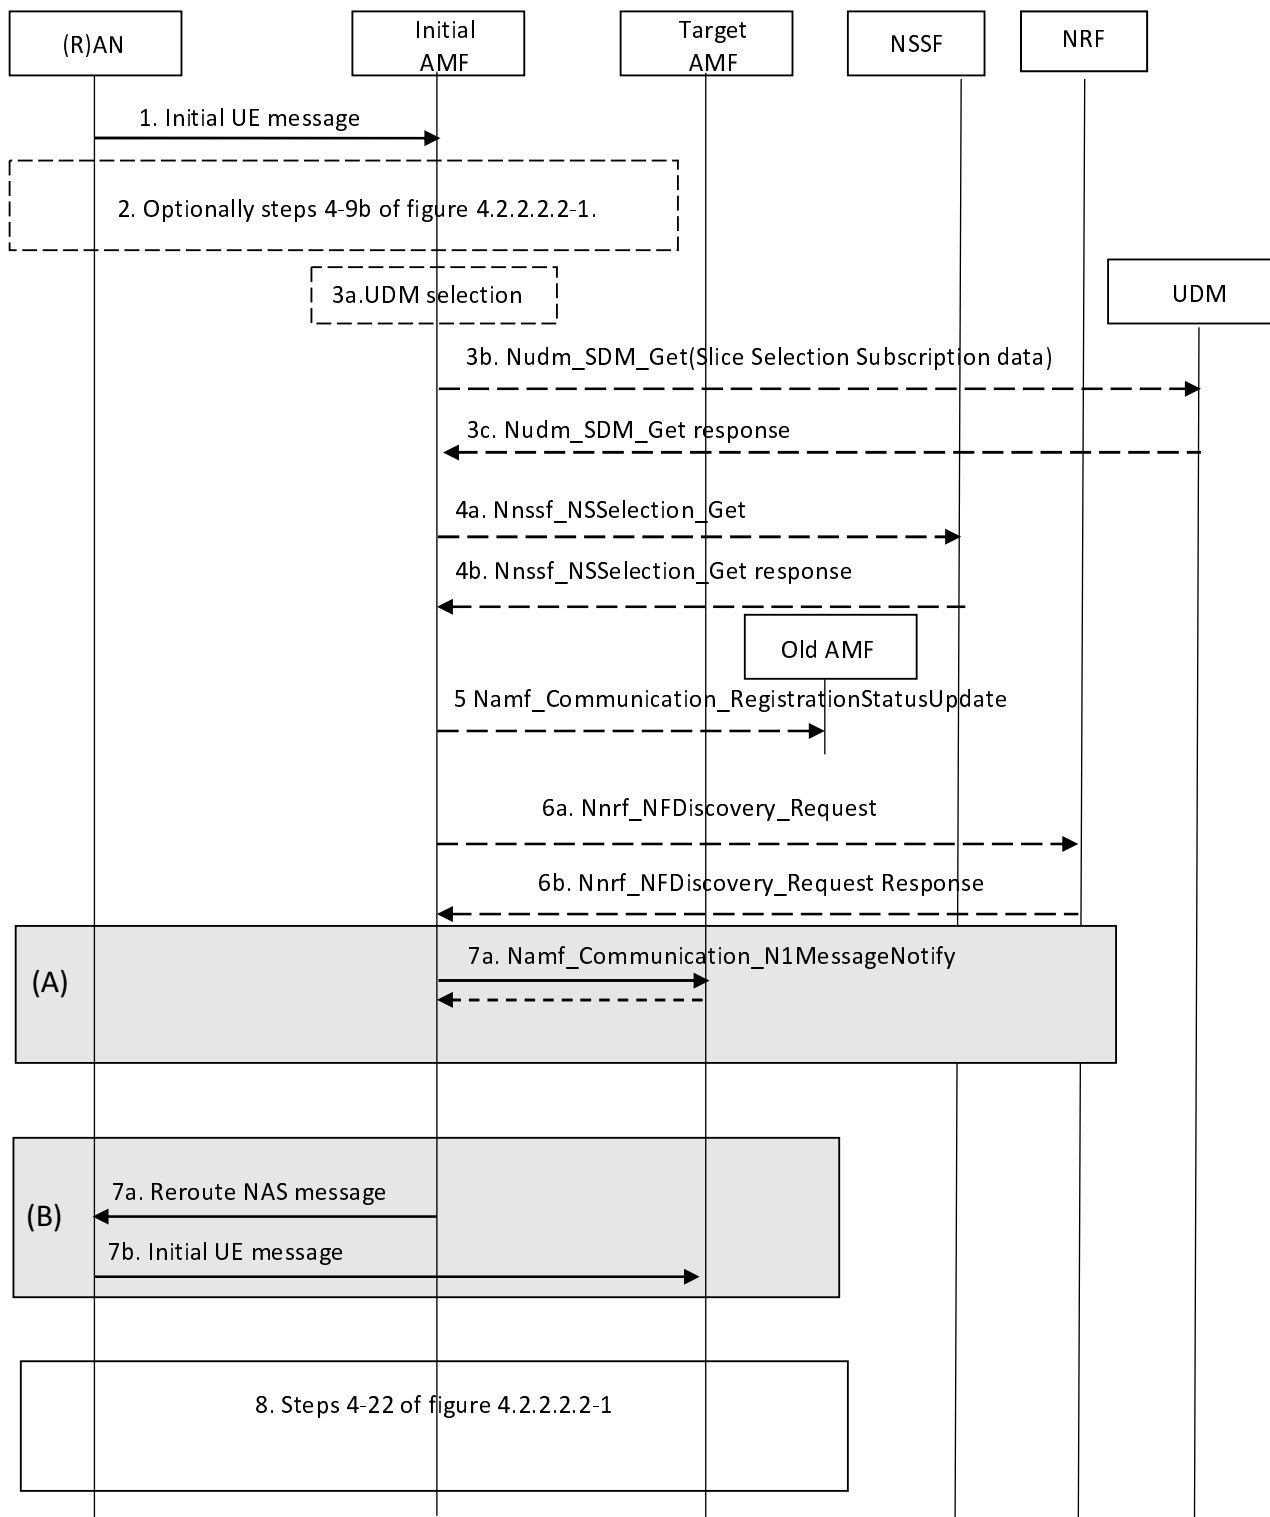 (R)AN
Initial
AMF
Target
AMF
NSSF
NRF
1. Initial UE message
2. Optionally steps 4-9b of figure 4.2.2.2.2-1.
3a.UDM selection
UDM
3b. Nudm_SDM_Get(Slice Selection Subscription data)
3c. Nudm_SDM_Get response
4a. Nnssf_NSSelection_Get
4b. Nnssf_NSSelection_Get response
Old AMF
5 Namf_Communication_RegistrationStatusUpdate
6a. Nnrf_NFDiscovery_Request
6b. Nnrf_NFDiscovery_Request Response
(A)
7a. Namf_Communication_N1MessageNotify
(B)
7a. Reroute NAS message
7b. Initial UE message
8. Steps 4-22 of figure 4.2.2.2.2-1